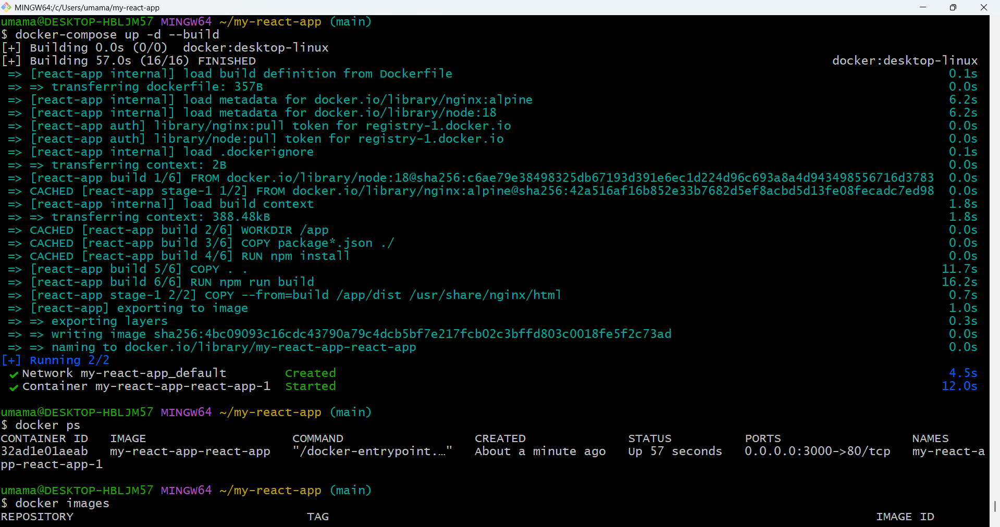 MINGW64:/c/Users/umama/my-react-app
umama@DESKTOP-HBLJM57 MINGW64 ~/my-react-app (main)
$ docker-compose up -d --build
[+] Building 0.0s (0/0)  docker:desktop-linux
[+] Building 57.0s (16/16) FINISHED docker:desktop-linux
=> [react-app internal] load build definition from Dockerfile 0.1s
=> => transferring dockerfile: 357B 0.0s
=> [react-app internal] load metadata for docker.io/library/nginx:alpine 6.2s
=> [react-app internal] load metadata for docker.io/library/node:18 6.2s
=> [react-app auth] library/nginx:pull token for registry-1.docker.io 0.0s
=> [react-app auth] library/node:pull token for registry-1.docker.io 0.0s
=> [react-app internal] load .dockerignore 0.1s
=> => transferring context: 2B 0.0s
=> [react-app build 1/6] FROM docker.io/library/node:18@sha256:c6ae79e38498325db67193d391e6ec1d224d96c693a8a4d943498556716d3783 0.0s
=> CACHED [react-app stage-1 1/2] FROM docker.io/library/nginx:alpine@sha256:42a516af16b852e33b7682d5ef8acbd5d13fe08fecadc7ed98 0.0s
=> [react-app internal] load build context 1.8s
=> => transferring context: 388.48kB 1.8s
=> CACHED [react-app build 2/6] WORKDIR /app 0.0s
=> CACHED [react-app build 3/6] COPY package*.json ./ 0.0s
=> CACHED [react-app build 4/6] RUN npm install 0.0s
=> [react-app build 5/6] COPY . . 11.7s
=> [react-app build 6/6] RUN npm run build 16.2s
=> [react-app stage-1 2/2] COPY --from=build /app/dist /usr/share/nginx/html 0.7s
=> [react-app] exporting to image 1.0s
=> => exporting layers 0.3s
=> => writing image sha256:4bc09093c16cdc43790a79c4dcb5bf7e217fcb02c3bffd803c0018fe5f2c73ad 0.0s
=> => naming to docker.io/library/my-react-app-react-app 0.0s
[+] Running 2/2
✔ Network my-react-app_default Created 4.5s
✔ Container my-react-app-react-app-1 Started 12.0s
umama@DESKTOP-HBLJM57 MINGW64 ~/my-react-app (main)
$ docker ps
CONTAINER ID IMAGE COMMAND CREATED STATUS PORTS NAMES
32ad1e01aeab my-react-app-react-app "/docker-entrypoint.…" About a minute ago Up 57 seconds 0.0.0.0:3000->80/tcp my-react-a
pp-react-app-1
umama@DESKTOP-HBLJM57 MINGW64 ~/my-react-app (main)
$ docker images
REPOSITORY TAG IMAGE ID